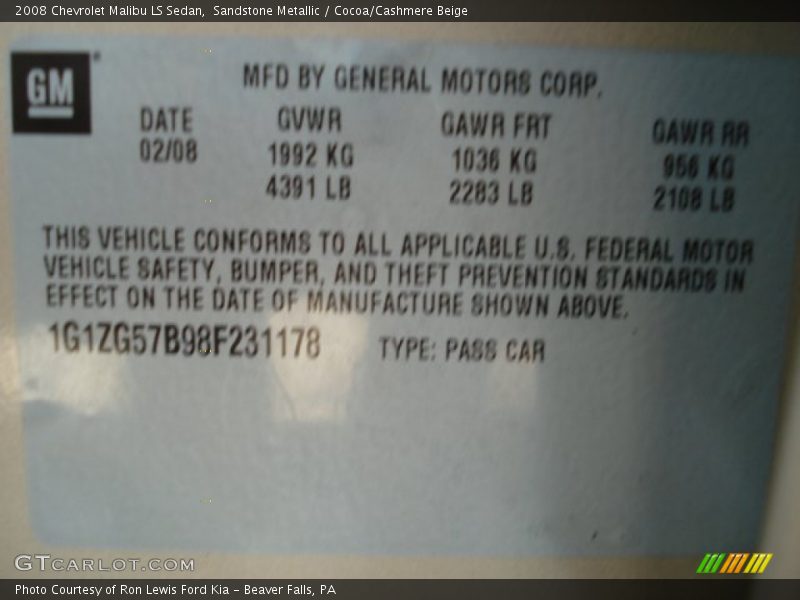 2008 Chevrolet Malibu LS Sedan,  Sandstone Metallic / Cocoa/Cashmere Beige
GM
MFD BY GENERAL MOTORS CORP.
DATE GVWR GAWR FRT GAWR RR
02/08 1992 KG 1036 KG 956 KG
4391 LB 2283 LB 2108 LB
THIS VEHICLE CONFORMS TO ALL APPLICABLE U.S. FEDERAL MOTOR
VEHICLE SAFETY, BUMPER, AND THEFT PREVENTION STANDARDS IN
EFFECT ON THE DATE OF MANUFACTURE SHOWN ABOVE.
1G1ZG57B98F231178 TYPE: PASS CAR
GTCARLOT.COM
Photo Courtesy of Ron Lewis Ford Kia - Beaver Falls, PA